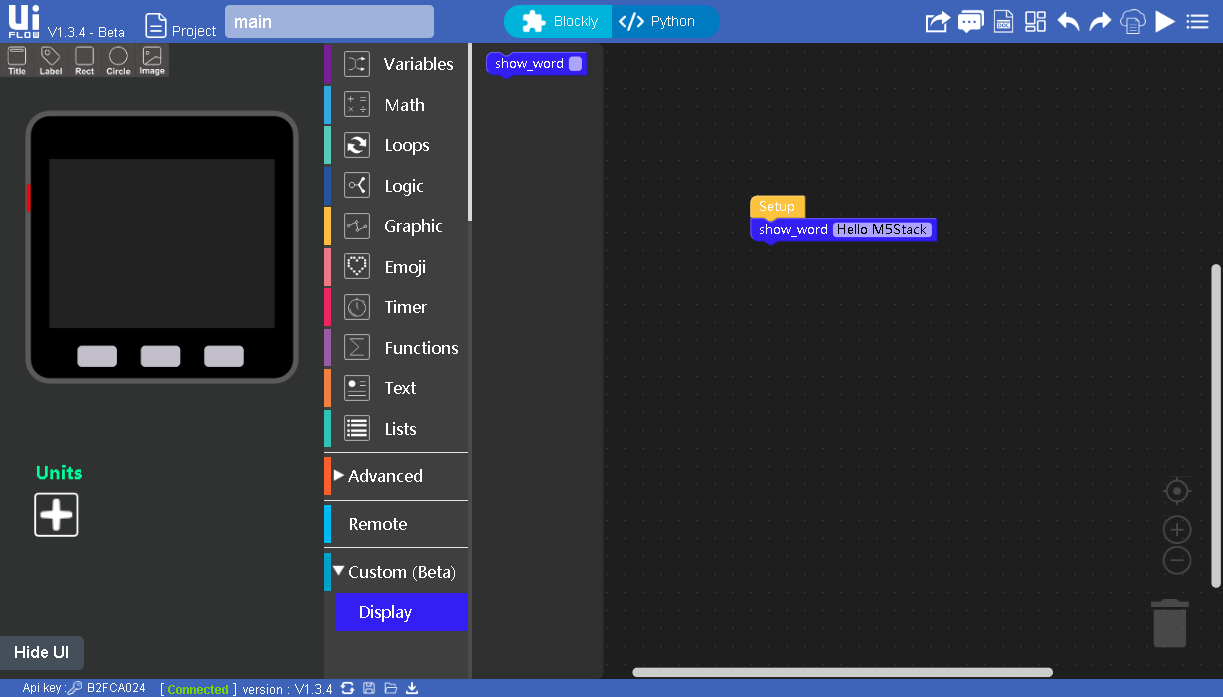 Ui
FLOW
V1.3.4 - Beta
Project
main
Blockly
</> Python
DOC
Title
Label
Rect
Circle
Image
Variables
Math
Loops
Logic
Graphic
Emoji
Timer
Functions
Text
Lists
Advanced
Remote
Custom (Beta)
Display
show_word
Setup
show_word Hello M5Stack
Units
Hide UI
Api key: B2FCA024 [Connected] version : V1.3.4